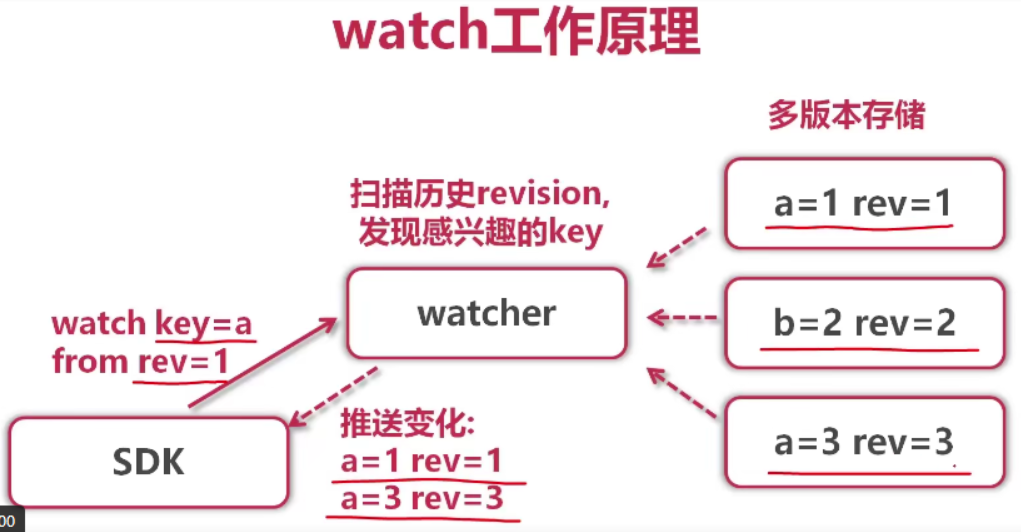 watch工作原理
多版本存储
a=1 rev=1
扫描历史revision,
发现感兴趣的key
watcher
b=2 rev=2
watch key=a
from rev=1
a=3 rev=3
SDK
推送变化:
a=1 rev=1
a=3 rev=3
00